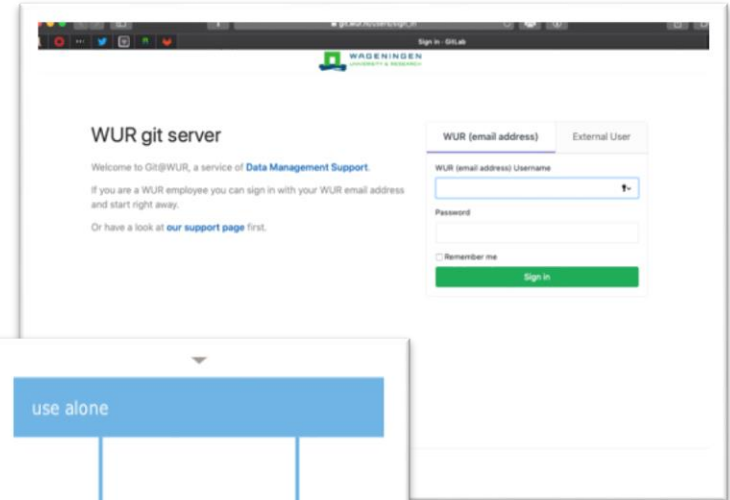 Sign in · GitLab
WAGENINGEN
UNIVERSITY & RESEARCH
WUR git server
Welcome to Git@WUR, a service of Data Management Support.
If you are a WUR employee you can sign in with your WUR email address
and start right away.
Or have a look at our support page first.
WUR (email address)
External User
WUR (email address) Username
Password
Remember me
Sign in
use alone